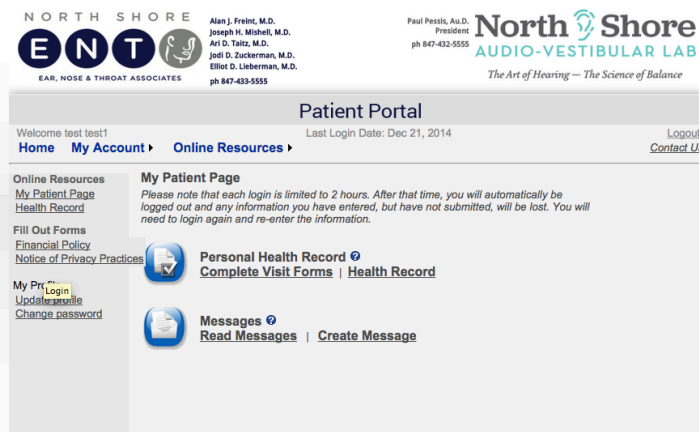 NORTH SHORE
ENT
EAR, NOSE & THROAT ASSOCIATES
Alan J. Freint, M.D.
Joseph H. Mishell, M.D.
Ari D. Taitz, M.D.
Jodi D. Zuckerman, M.D.
Elliot D. Lieberman, M.D.
ph 847-433-5555
Paul Pessis, Au.D.
President
ph 847-432-5555
North Shore
AUDIO-VESTIBULAR LAB
The Art of Hearing — The Science of Balance
Patient Portal
Welcome test test1
Last Login Date: Dec 21, 2014
Logout
Home My Account Online Resources
Contact Us
Online Resources
My Patient Page
Health Record
Fill Out Forms
Financial Policy
Notice of Privacy Practices
My Prof
Login
Update profile
Change password
My Patient Page
Please note that each login is limited to 2 hours. After that time, you will automatically be
logged out and any information you have entered, but have not submitted, will be lost. You will
need to login again and re-enter the information.
Personal Health Record ?
Complete Visit Forms | Health Record
Messages ?
Read Messages | Create Message